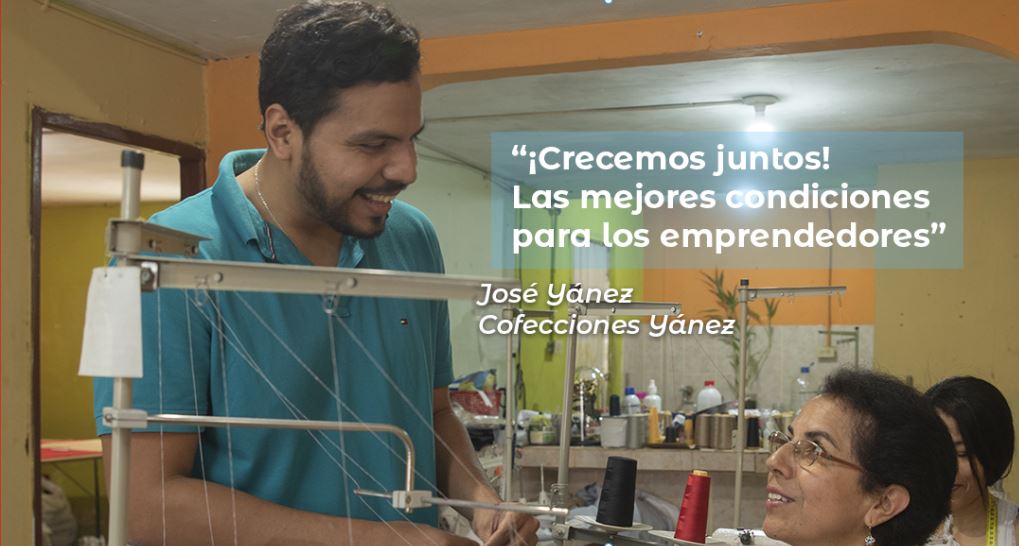 “¡Crecemos juntos!
Las mejores condiciones
para los emprendedores”
José Yánez
Cofecciones Yánez